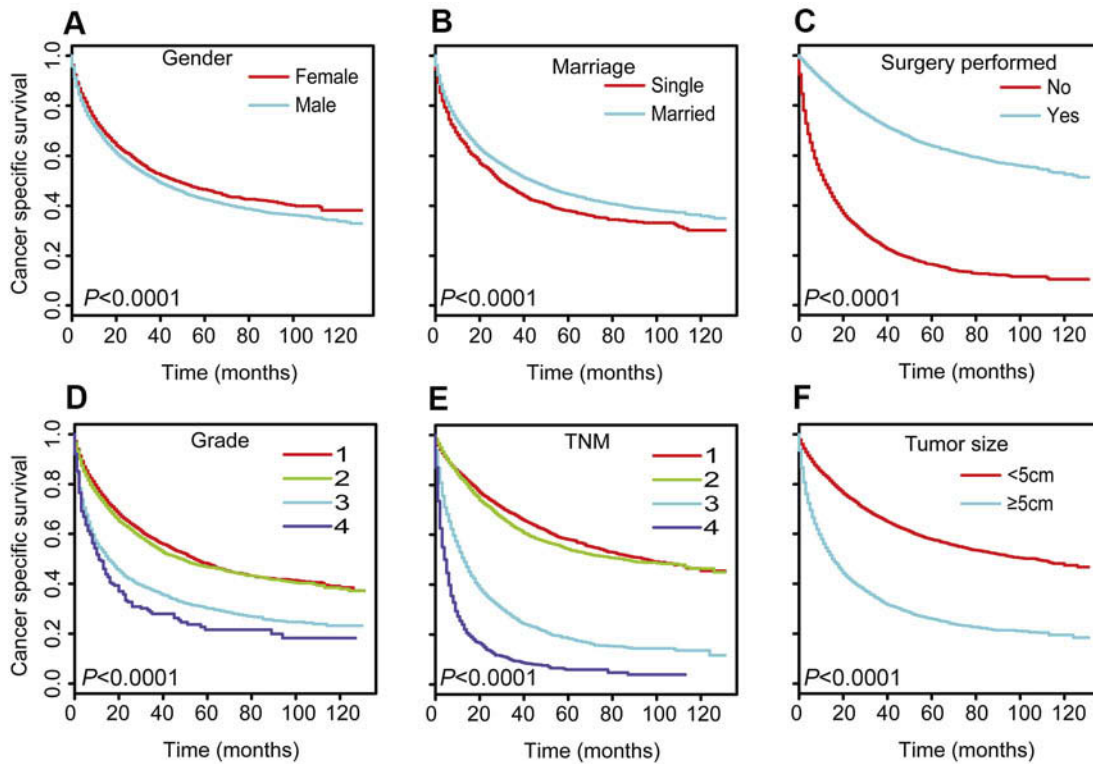 A
Gender
Female
Male
Cancer specific survival
0.0 0.2 0.4 0.6 0.8 1.0
P<0.0001
0 20 40 60 80 100 120
Time (months)
B
Marriage
Single
Married
P<0.0001
0 20 40 60 80 100 120
Time (months)
C
Surgery performed
No
Yes
P<0.0001
0 20 40 60 80 100 120
Time (months)
D
Grade
1
2
3
4
Cancer specific survival
0.0 0.2 0.4 0.6 0.8 1.0
P<0.0001
0 20 40 60 80 100 120
Time (months)
E
TNM
1
2
3
4
P<0.0001
0 20 40 60 80 100 120
Time (months)
F
Tumor size
<5cm
≥5cm
P<0.0001
0 20 40 60 80 100 120
Time (months)